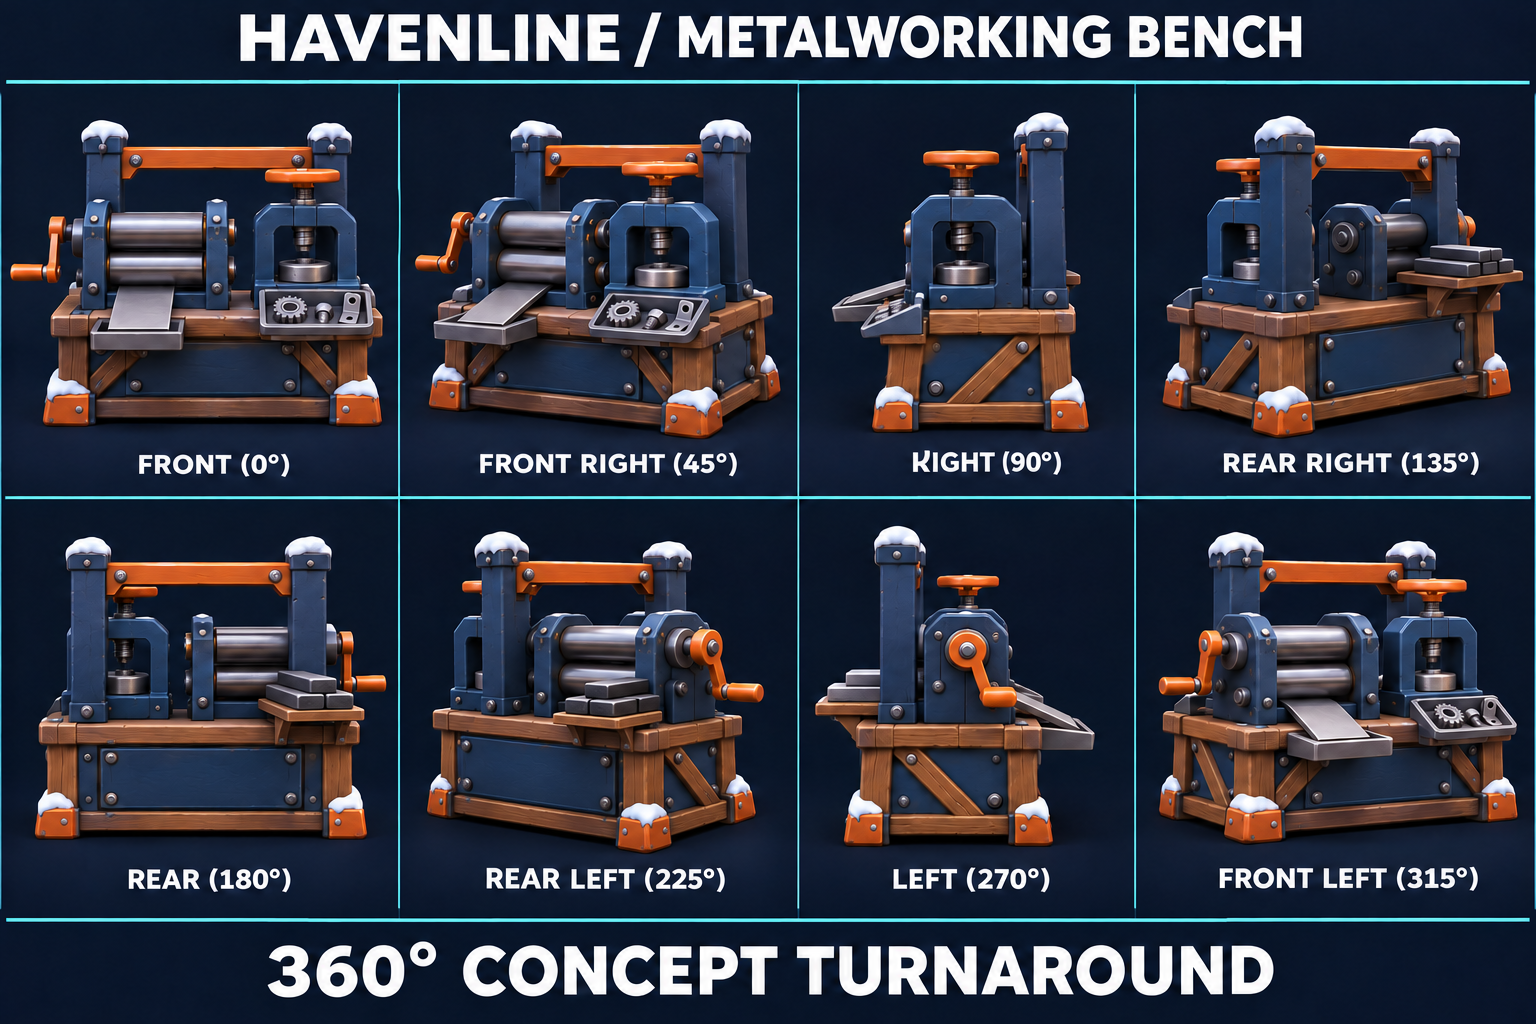 HAVENLINE / METALWORKING BENCH
FRONT (0°)
FRONT RIGHT (45°)
RIGHT (90°)
REAR RIGHT (135°)
REAR (180°)
REAR LEFT (225°)
LEFT (270°)
FRONT LEFT (315°)
360° CONCEPT TURNAROUND